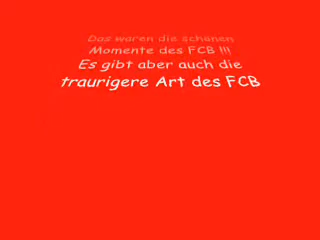 Das waren die schönen
Momente des FCB !!!
Es gibt aber auch die
traurigere Art des FCB